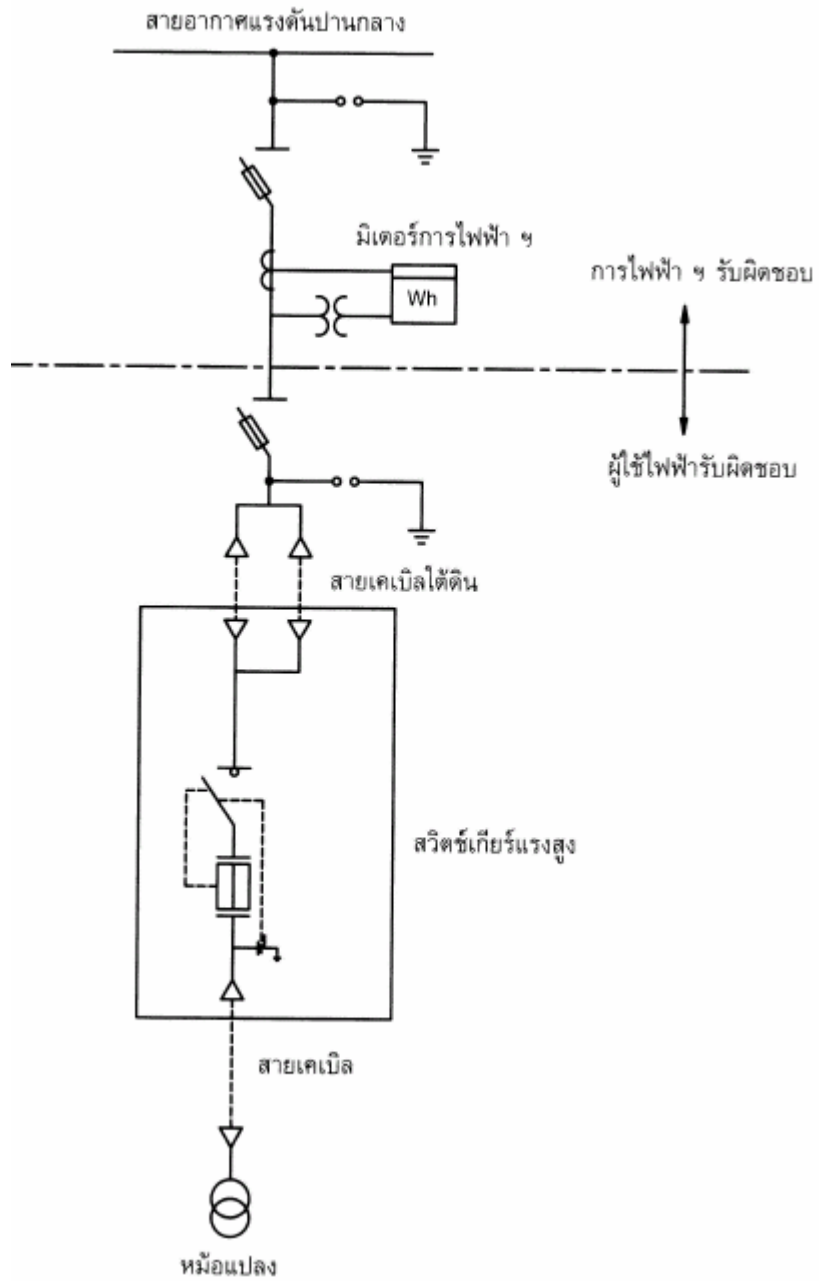 สายอากาศแรงดันปานกลาง
มิเตอร์การไฟฟ้า ฯ
Wh
การไฟฟ้า ฯ รับผิดชอบ
ผู้ใช้ไฟฟ้ารับผิดชอบ
สายเคเบิลใต้ดิน
สวิตช์เกียร์แรงสูง
สายเคเบิล
หม้อแปลง